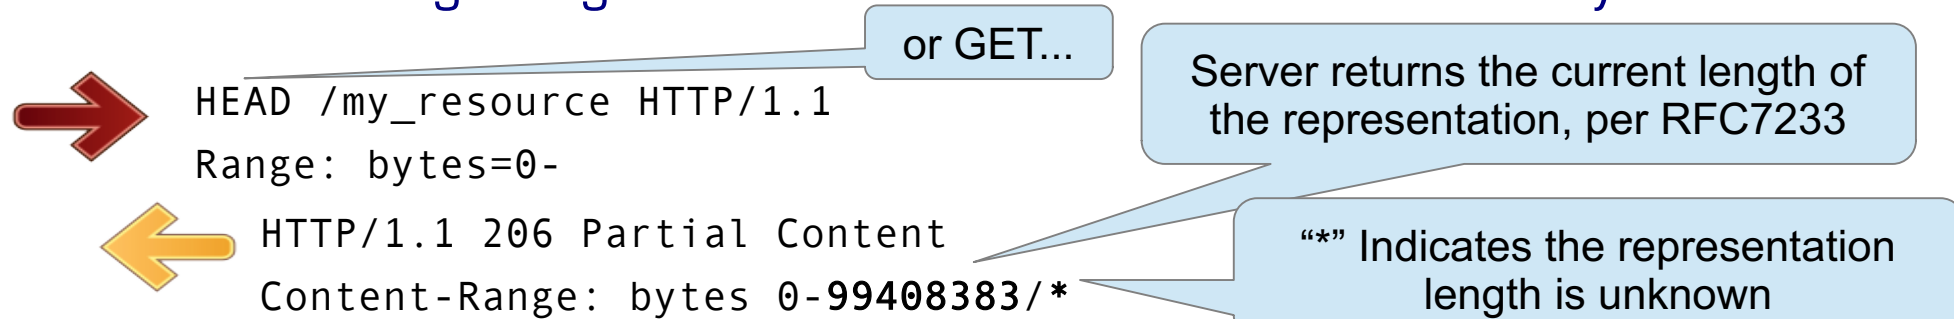 or GET...
HEAD /my_resource HTTP/1.1
Range: bytes=0-
Server returns the current length of
the representation, per RFC7233
HTTP/1.1 206 Partial Content
Content-Range: bytes 0-99408383/*
“*” Indicates the representation
length is unknown